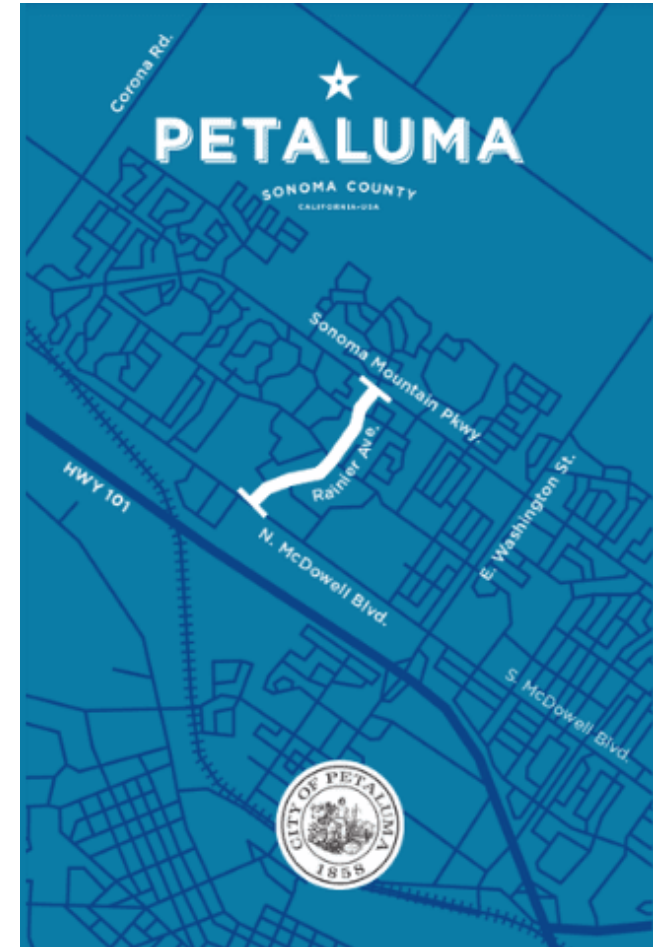 Corona Rd.
PETALUMA
SONOMA COUNTY
CALIFORNIA-USA
Sonoma Mountain Pkwy.
Rainier Ave.
E. Washington St.
HWY 101
N. McDowell Blvd.
S. McDowell Blvd.
CITY OF PETALUMA
1858